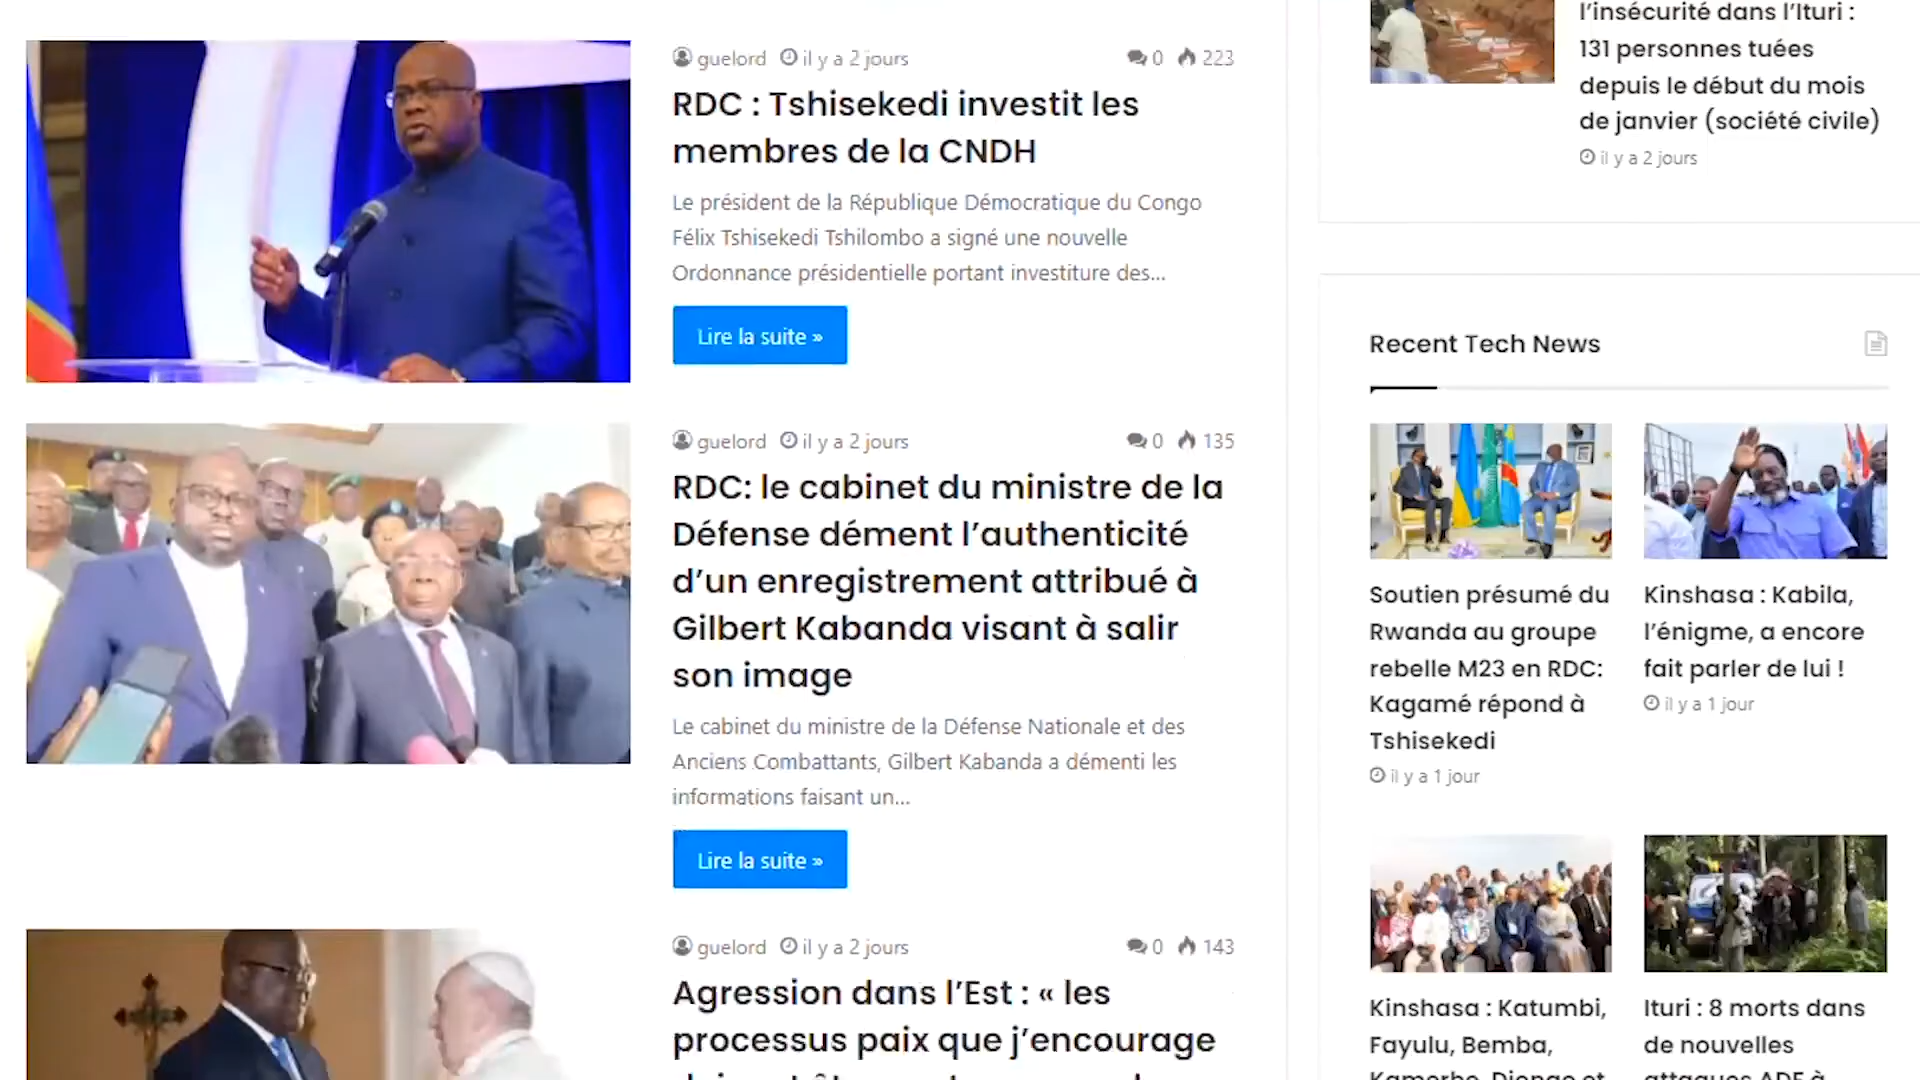 guelord il y a 2 jours 0 223
RDC : Tshisekedi investit les
membres de la CNDH
Le président de la République Démocratique du Congo
Félix Tshisekedi Tshilombo a signé une nouvelle
Ordonnance présidentielle portant investiture des...
Lire la suite »
guelord il y a 2 jours 0 135
RDC: le cabinet du ministre de la
Défense dément l’authenticité
d’un enregistrement attribué à
Gilbert Kabanda visant à salir
son image
Le cabinet du ministre de la Défense Nationale et des
Anciens Combattants, Gilbert Kabanda a démenti les
informations faisant un...
Lire la suite »
guelord il y a 2 jours 0 143
Agression dans l’Est : « les
processus paix que j’encourage
l’insécurité dans l’Ituri :
131 personnes tuées
depuis le début du mois
de janvier (société civile)
il y a 2 jours
Recent Tech News
Soutien présumé du
Rwanda au groupe
rebelle M23 en RDC:
Kagamé répond à
Tshisekedi
il y a 1 jour
Kinshasa : Kabila,
l’énigme, a encore
fait parler de lui !
il y a 1 jour
Kinshasa : Katumbi,
Fayulu, Bemba,
Ituri : 8 morts dans
de nouvelles
attaques ADF à